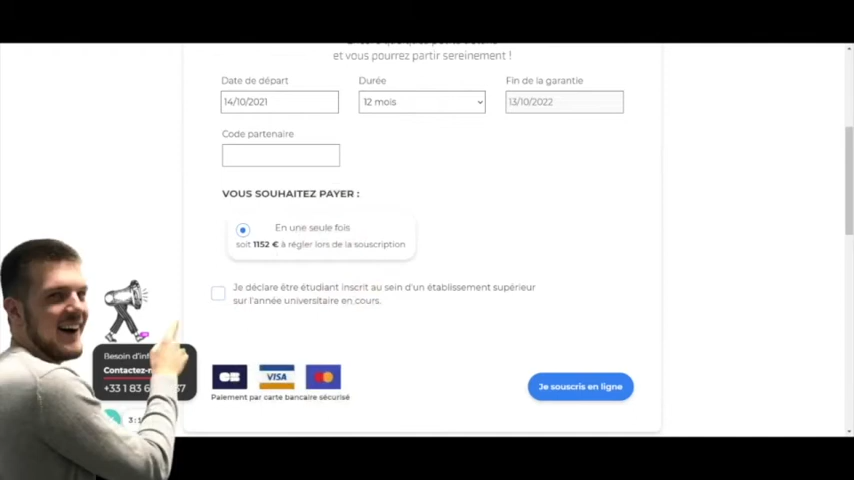 et vous pourrez partir sereinement !
Date de départ
Durée
Fin de la garantie
14/10/2021
12 mois
13/10/2022
Code partenaire
VOUS SOUHAITEZ PAYER :
En une seule fois
soit 1152 € à régler lors de la souscription
Je déclare être étudiant inscrit au sein d'un établissement supérieur
sur l'année universitaire en cours.
Besoin d'in
Contactez-
+33 1 83 6
37
CB
VISA
Je souscris en ligne
Paiement par carte bancaire sécurisé